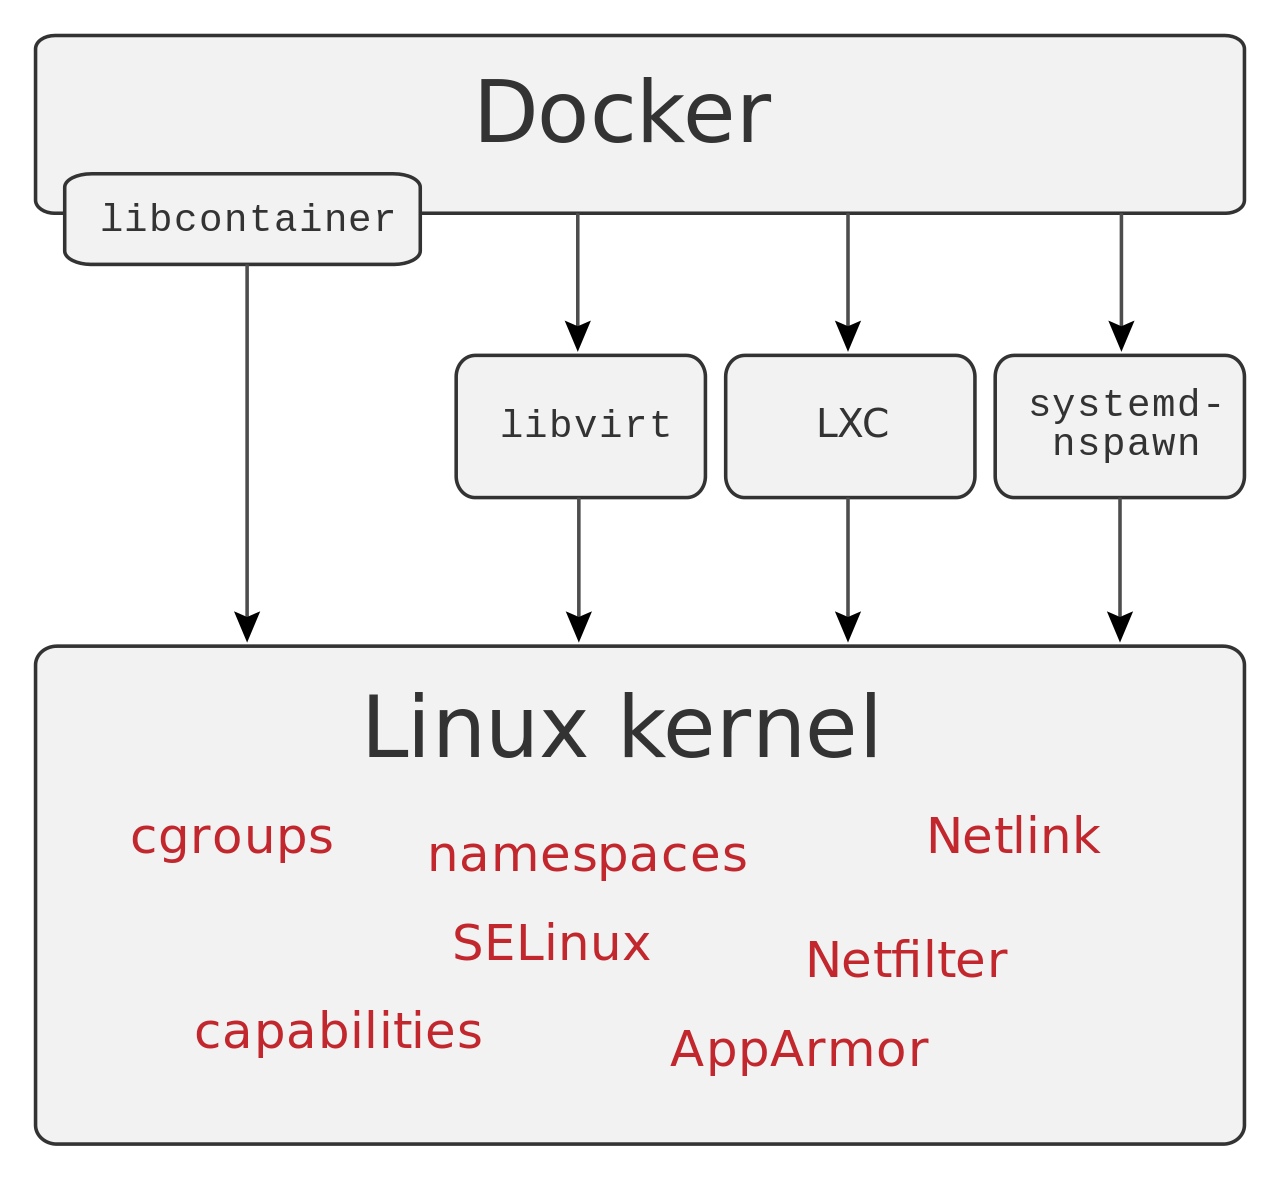 Docker
libcontainer
libvirt
LXC
systemd-
nspawn
Linux kernel
cgroups
namespaces
Netlink
SELinux
Netfilter
capabilities
AppArmor